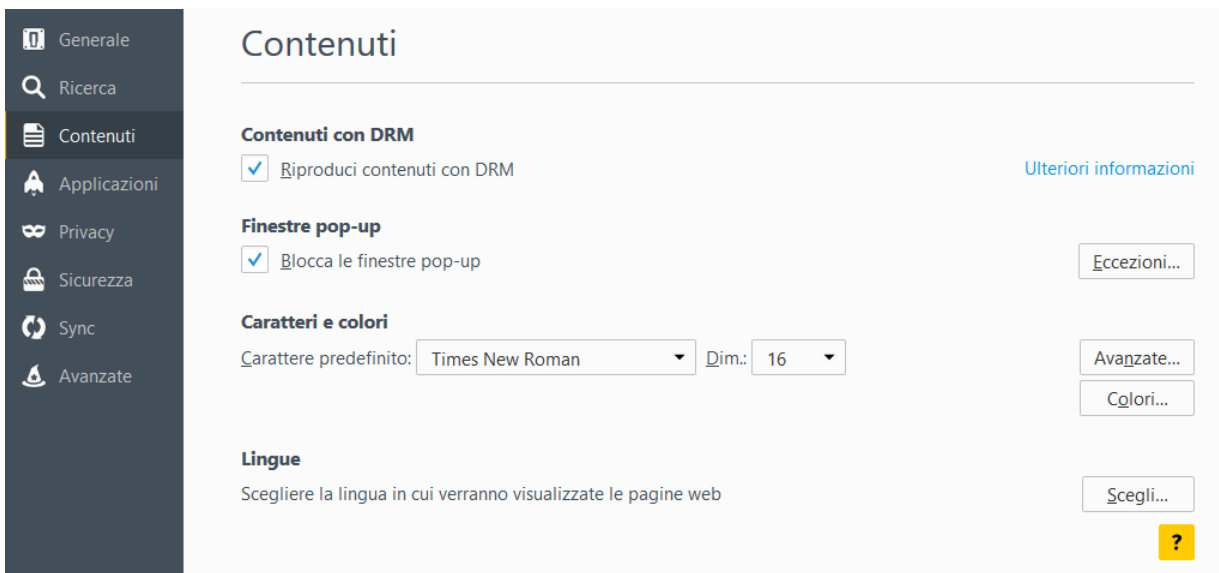 Generale
Ricerca
Contenuti
Applicazioni
Privacy
Sicurezza
Sync
Avanzate
Contenuti
Contenuti con DRM
Riproduci contenuti con DRM Ulteriori informazioni
Finestre pop-up
Blocca le finestre pop-up Eccezioni...
Caratteri e colori
Carattere predefinito: Times New Roman Dim.: 16 Avanzate...
Colori...
Lingue
Scegliere la lingua in cui verranno visualizzate le pagine web Scegli...
?